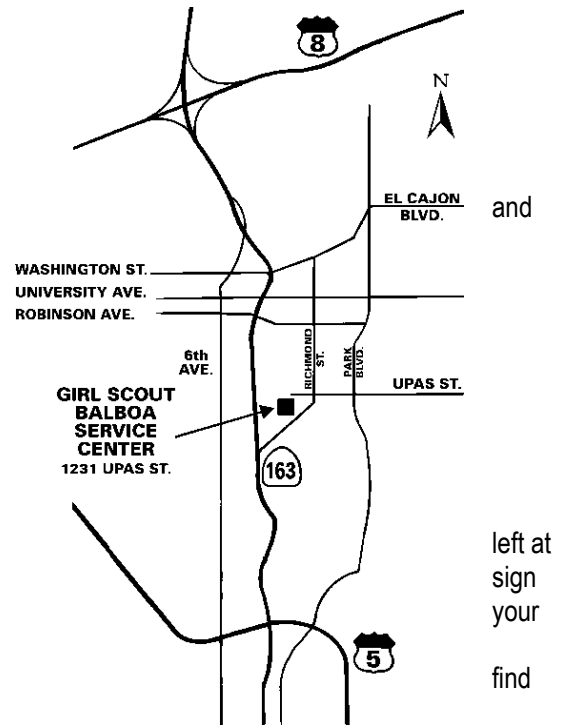 8
N
EL CAJON
BLVD.
and
WASHINGTON ST.
UNIVERSITY AVE.
ROBINSON AVE.
6th
AVE.
RICHMOND
ST.
PARK
BLVD.
UPAS ST.
GIRL SCOUT
BALBOA
SERVICE
CENTER
1231 UPAS ST.
163
left at
sign
your
5
find